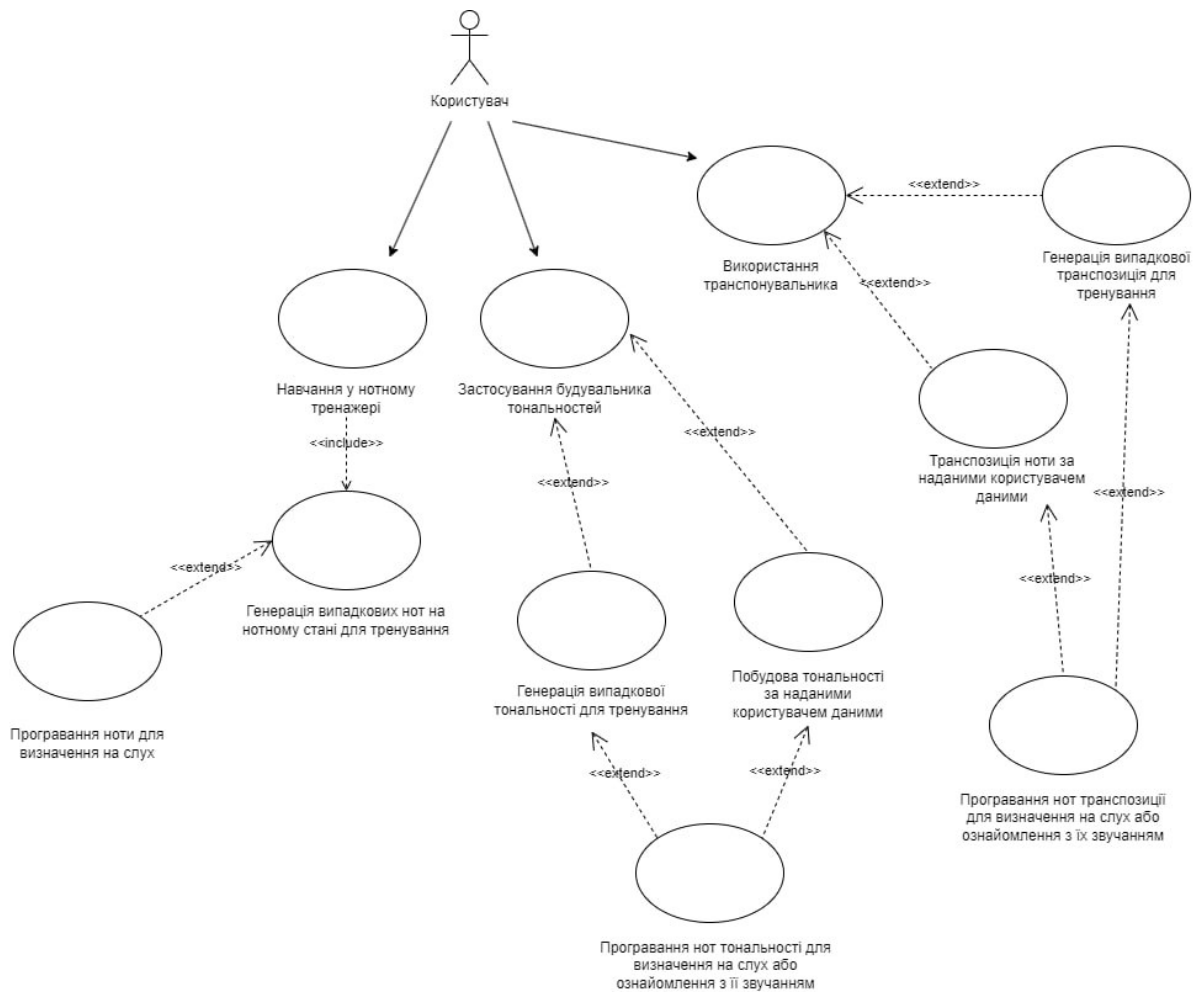 Користувач
<<extend>>
Використання
транспонувальника
Генерація випадкової
транспозиція для
тренування
<<extend>>
Навчання у нотному
тренажері
Застосування будувальника
тональностей
<<include>>
<<extend>>
Транспозиція ноти за
наданими користувачем
даними
<<extend>>
<<extend>>
<<extend>>
<<extend>>
Генерація випадкових нот на
нотному стані для тренування
Програвання ноти для
визначення на слух
Генерація випадкової
тональності для тренування
Побудова тональності
за наданими
користувачем даними
<<extend>>
<<extend>>
<<extend>>
Програвання нот транспозиції
для визначення на слух або
ознайомлення з їх звучанням
Програвання нот тональності для
визначення на слух або
ознайомлення з її звучанням